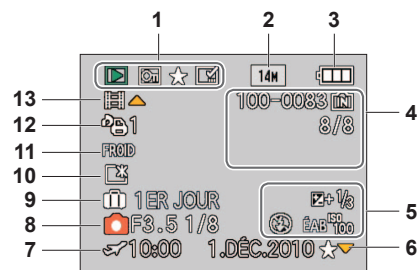 1
2
3
14M
13
100-0083 IN
4
12
1
8/8
11
FROID
10
9
1ER JOUR
+1/3
5
8
F3.5 1/8
ÉAB ISO 100
7
10:00
1.DÉC.2010
6